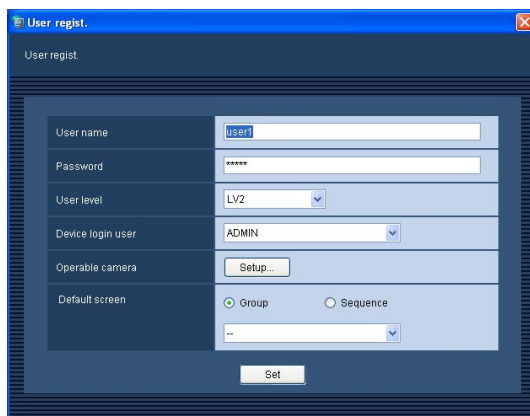 User regist.
User regist.
User name user1
Password *****
User level LV2
Device login user ADMIN
Operable camera Setup...
Default screen Group Sequence
--
Set